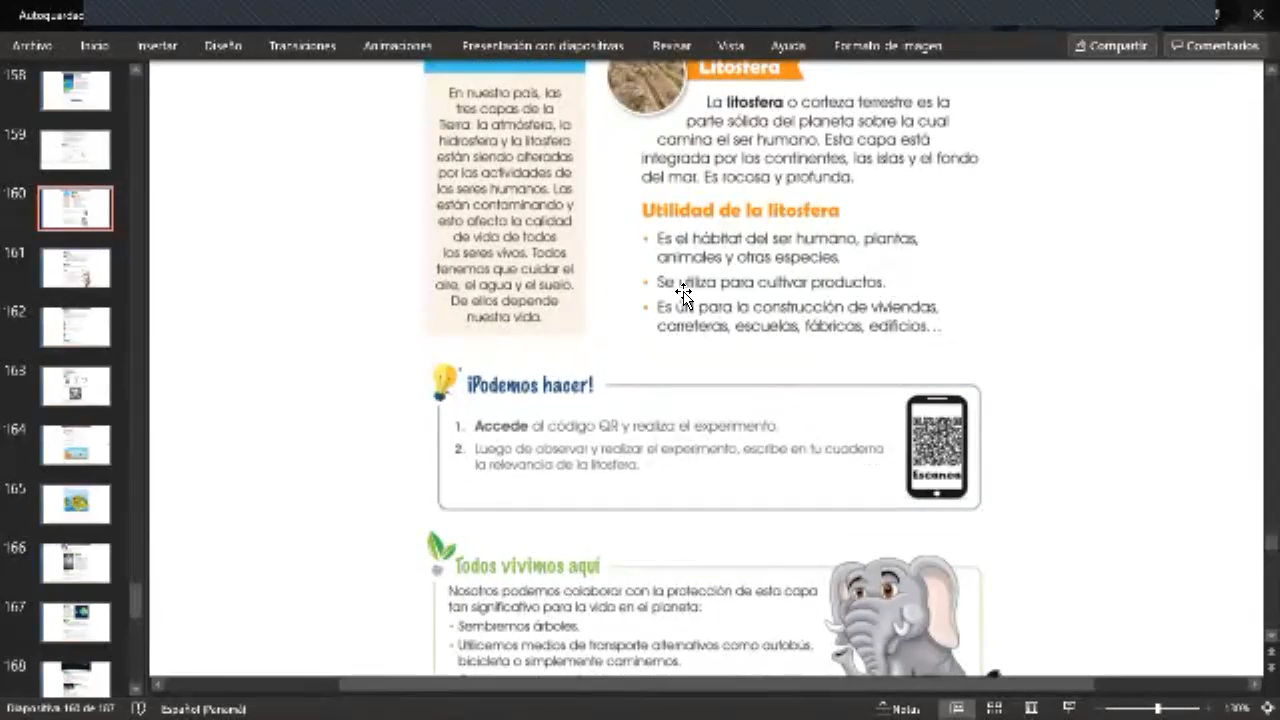 Autoguardad
Archivo Inicio Insertar Diseño Transiciones Animaciones Presentación con diapositivas Revisar Vista Ayuda Formato de imagen Compartir Comentarios
158
159
160
161
162
163
164
165
166
167
168
En nuestro país, las
tres capas de la
Tierra: la atmósfera, la
hidrosfera y la litosfera
están siendo alteradas
por las actividades de
los seres humanos. Las
están contaminando y
esto afecta la calidad
de vida de todos
los seres vivos. Todos
tenemos que cuidar el
aire, el agua y el suelo.
De ellos depende
nuestra vida.
Litosfera
La litosfera o corteza terrestre es la
parte sólida del planeta sobre la cual
camina el ser humano. Esta capa está
integrada por los continentes, las islas y el fondo
del mar. Es rocosa y profunda.
Utilidad de la litosfera
• Es el hábitat del ser humano, plantas,
animales y otras especies.
• Se utiliza para cultivar productos.
• Es útil para la construcción de viviendas,
carreteras, escuelas, fábricas, edificios…
¡Podemos hacer!
1. Accede al código QR y realiza el experimento.
2. Luego de observar y realizar el experimento, escribe en tu cuaderno
la relevancia de la litosfera.
Escanea
Todos vivimos aquí
Nosotros podemos colaborar con la protección de esta capa
tan significativa para la vida en el planeta:
• Sembremos árboles.
• Utilicemos medios de transporte alternativos como autobús,
bicicleta o simplemente caminemos.
Diapositiva 160 de 187 Español (Panamá) Notas 130%